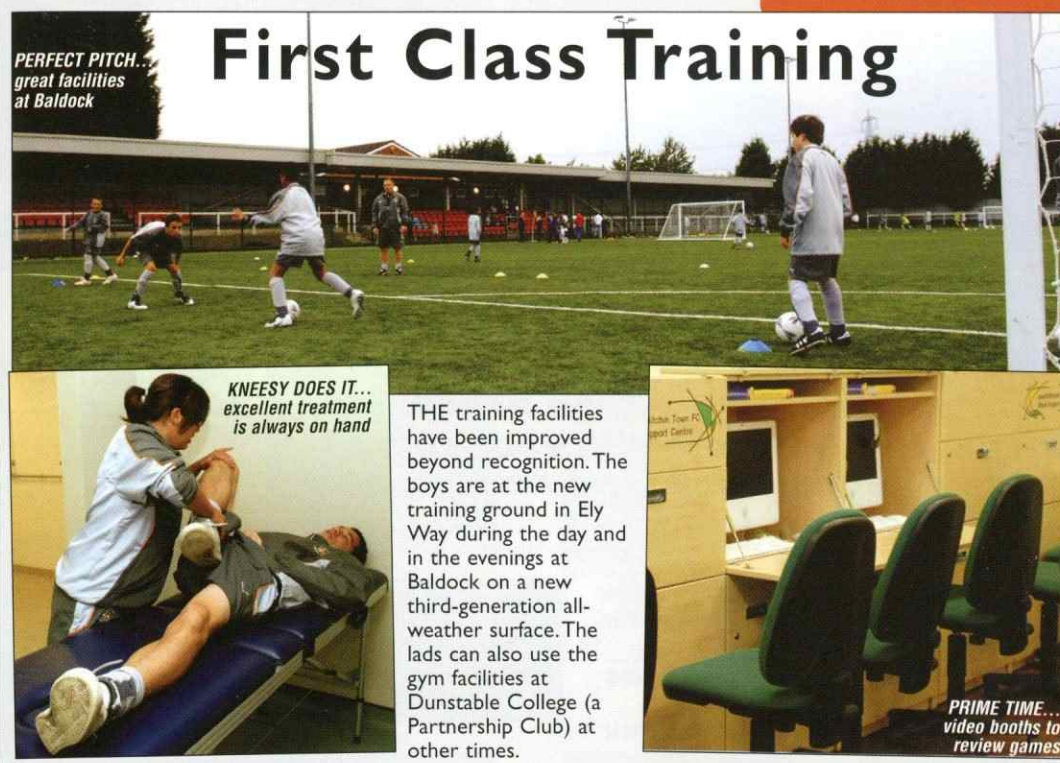 First Class Training
PERFECT PITCH...
great facilities
at Baldock
KNEESY DOES IT...
excellent treatment
is always on hand
THE training facilities
have been improved
beyond recognition. The
boys are at the new
training ground in Ely
Way during the day and
in the evenings at
Baldock on a new
third-generation all-
weather surface. The
lads can also use the
gym facilities at
Dunstable College (a
Partnership Club) at
other times.
Town FC
Centre
PRIME TIME...
video booths to
review games